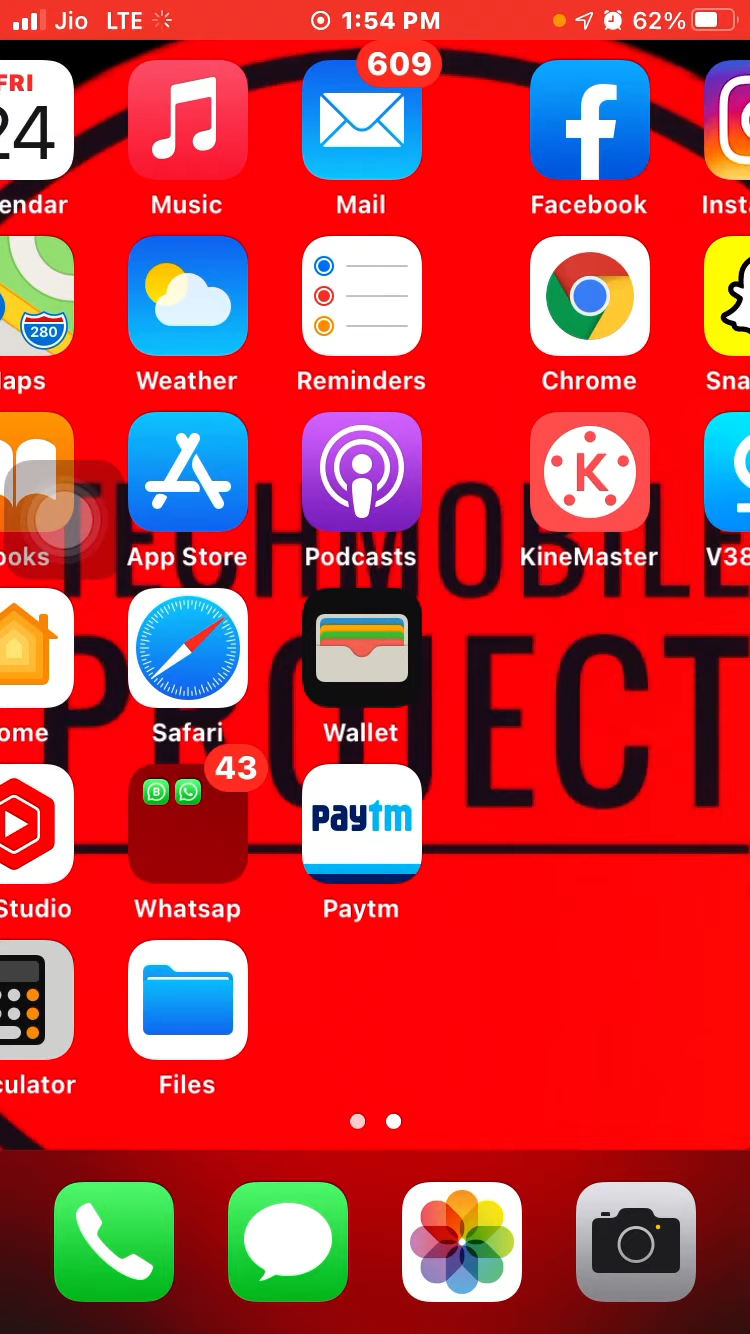 Jio LTE 1:54 PM 62%
609
FRI
24
endar Music Mail Facebook Inst
280
aps Weather Reminders Chrome Sna
K
ooks App Store Podcasts KineMaster V38
TECHMOBILE
ome Safari Wallet
PROJECT
43
B
paytm
Studio Whatsap Paytm
culator Files